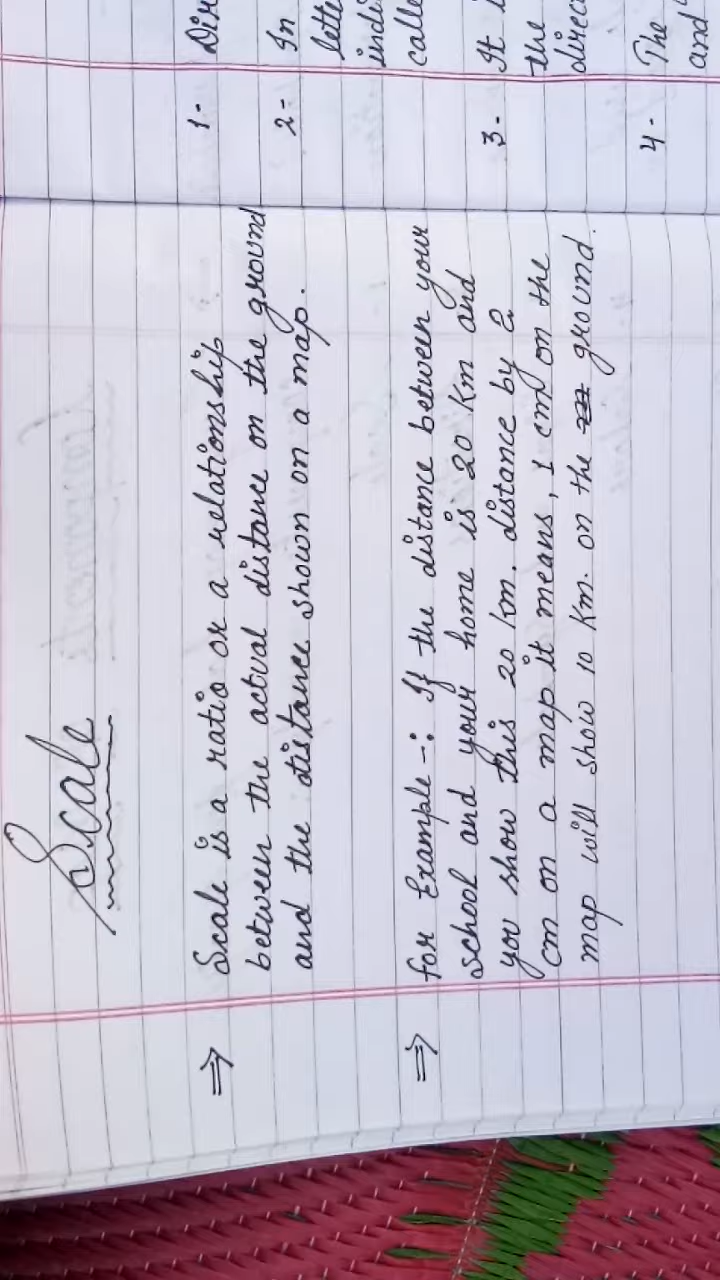 Scale
⇒ Scale is a ratio or a relationship
between the actual distance on the ground
and the distance shown on a map.
⇒ for Example -: If the distance between your
school and your home is 20 Km and
you show this 20 km. distance by 2
cm on a map it means, 1 cm on the
map will show 10 Km. on the ground.
1-
2- In
3- It
the
4- The
and